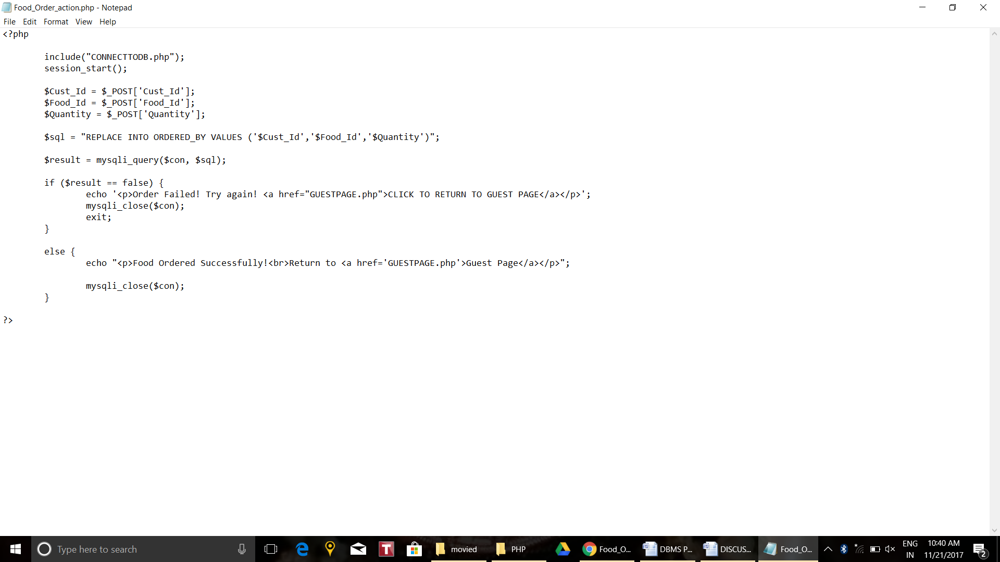 Food_Order_action.php - Notepad
File Edit Format View Help
<?php
include("CONNECTTODB.php");
session_start();
$Cust_Id = $_POST['Cust_Id'];
$Food_Id = $_POST['Food_Id'];
$Quantity = $_POST['Quantity'];
$sql = "REPLACE INTO ORDERED_BY VALUES ('$Cust_Id','$Food_Id','$Quantity')";
$result = mysqli_query($con, $sql);
if ($result == false) {
echo '<p>Order Failed! Try again! <a href="GUESTPAGE.php">CLICK TO RETURN TO GUEST PAGE</a></p>';
mysqli_close($con);
exit;
}
else {
echo "<p>Food Ordered Successfully!<br>Return to <a href='GUESTPAGE.php'>Guest Page</a></p>";
mysqli_close($con);
}
?>
Type here to search
T
movied
PHP
Food_O...
DBMS P...
DISCUS...
Food_O...
ENG
IN
10:40 AM
11/21/2017
2